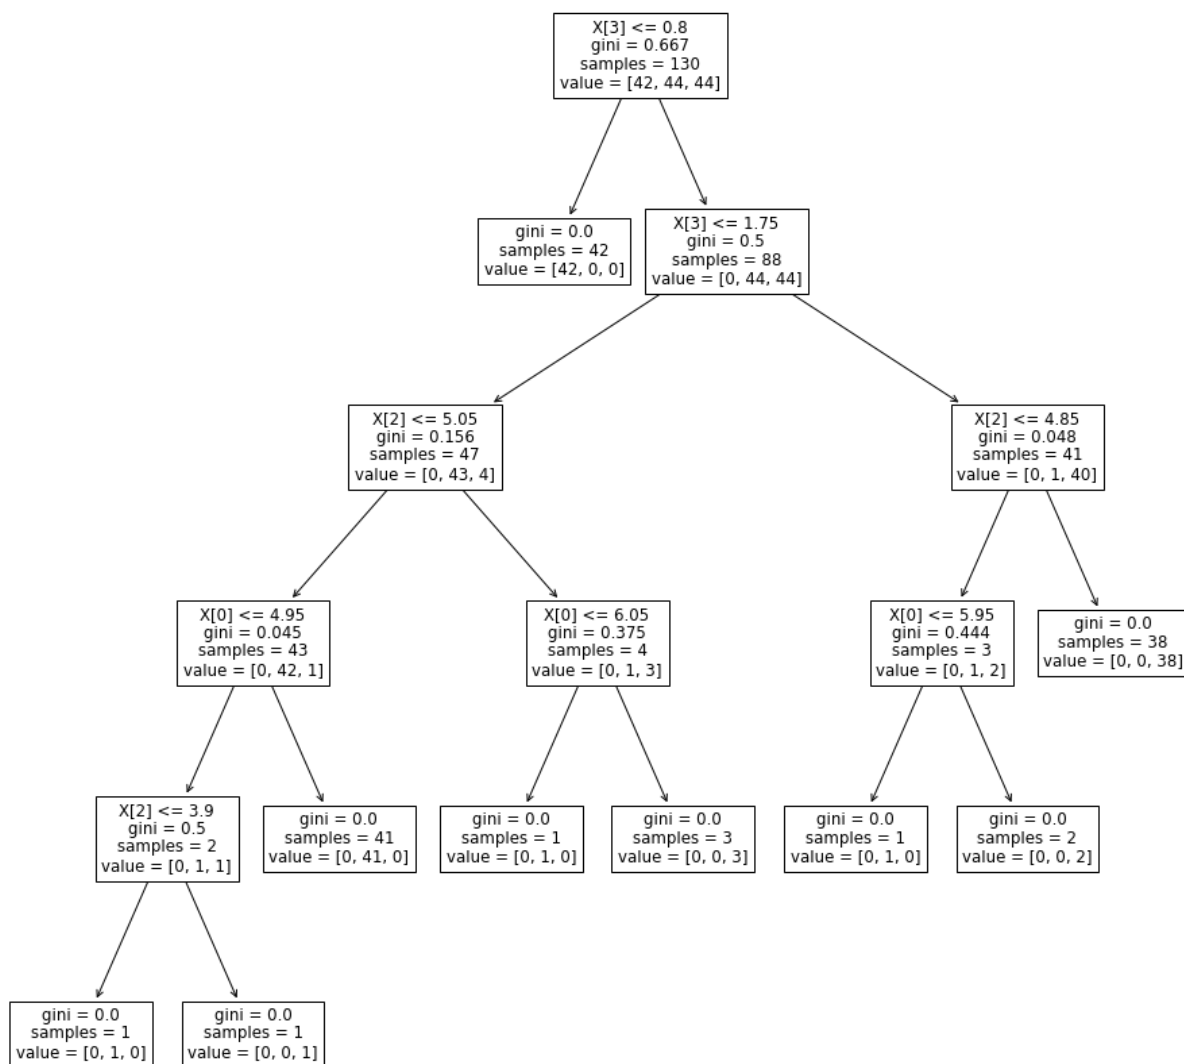 X[3] <= 0.8
gini = 0.667
samples = 130
value = [42, 44, 44]
gini = 0.0
samples = 42
value = [42, 0, 0]
X[3] <= 1.75
gini = 0.5
samples = 88
value = [0, 44, 44]
X[2] <= 5.05
gini = 0.156
samples = 47
value = [0, 43, 4]
X[2] <= 4.85
gini = 0.048
samples = 41
value = [0, 1, 40]
X[0] <= 4.95
gini = 0.045
samples = 43
value = [0, 42, 1]
X[0] <= 6.05
gini = 0.375
samples = 4
value = [0, 1, 3]
X[0] <= 5.95
gini = 0.444
samples = 3
value = [0, 1, 2]
gini = 0.0
samples = 38
value = [0, 0, 38]
X[2] <= 3.9
gini = 0.5
samples = 2
value = [0, 1, 1]
gini = 0.0
samples = 41
value = [0, 41, 0]
gini = 0.0
samples = 1
value = [0, 1, 0]
gini = 0.0
samples = 3
value = [0, 0, 3]
gini = 0.0
samples = 1
value = [0, 1, 0]
gini = 0.0
samples = 2
value = [0, 0, 2]
gini = 0.0
samples = 1
value = [0, 1, 0]
gini = 0.0
samples = 1
value = [0, 0, 1]